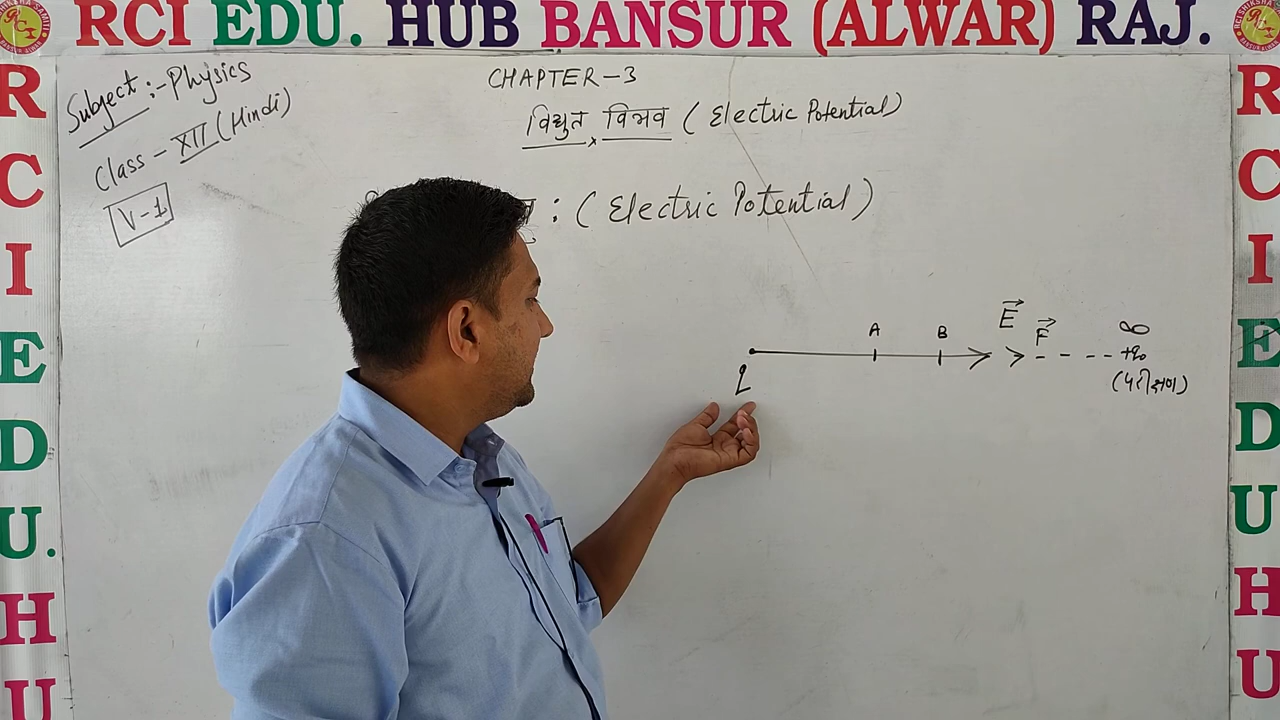 RCI EDU. HUB BANSUR (ALWAR) RAJ.
Subject :- Physics
Class - XII (Hindi)
V-1
CHAPTER-3
विद्युत विभव (Electric Potential)
: (Electric Potential)
A B E F ∞
q +q₀
(परीक्षण)
R C I E D U. H U
R C I E D U H U